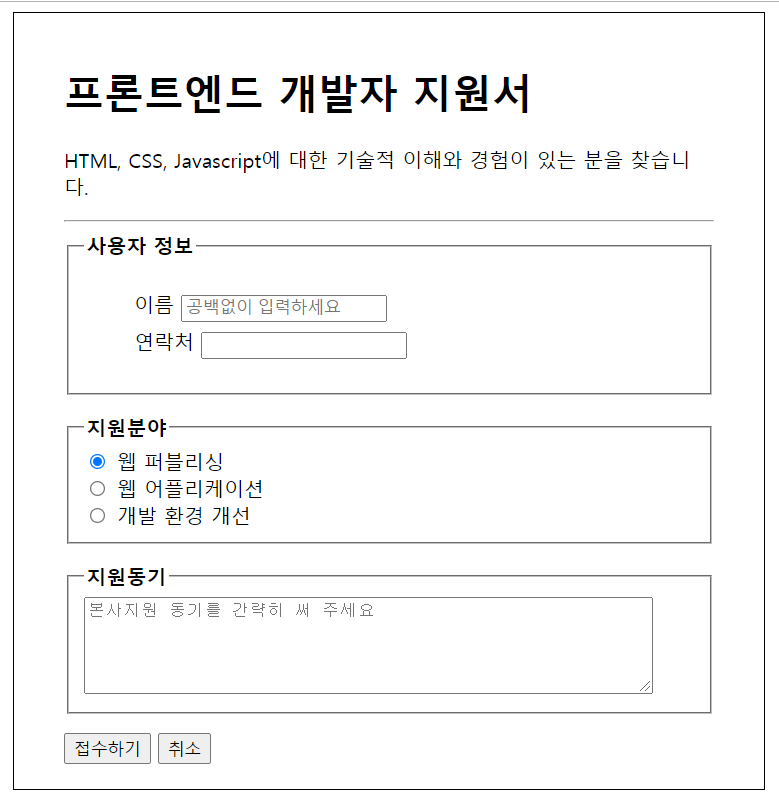 프론트엔드 개발자 지원서
HTML, CSS, Javascript에 대한 기술적 이해와 경험이 있는 분을 찾습니
다.
사용자 정보
이름 공백없이 입력하세요
연락처
지원분야
웹 퍼블리싱
웹 어플리케이션
개발 환경 개선
지원동기
본사지원 동기를 간략히 써 주세요
접수하기 취소